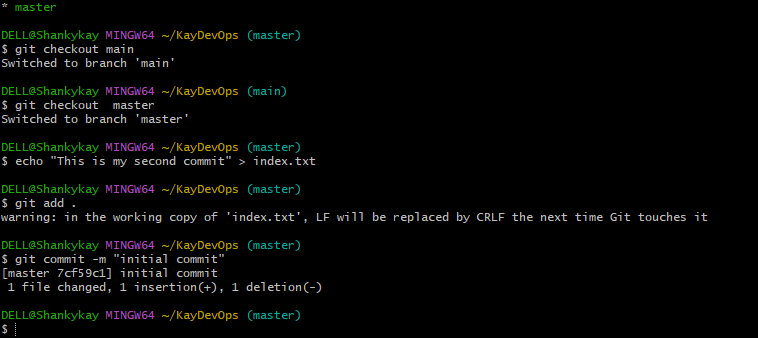 * master
DELL@Shankykay MINGW64 ~/KayDevOps (master)
$ git checkout main
Switched to branch 'main'
DELL@Shankykay MINGW64 ~/KayDevOps (main)
$ git checkout  master
Switched to branch 'master'
DELL@Shankykay MINGW64 ~/KayDevOps (master)
$ echo "This is my second commit" > index.txt
DELL@Shankykay MINGW64 ~/KayDevOps (master)
$ git add .
warning: in the working copy of 'index.txt', LF will be replaced by CRLF the next time Git touches it
DELL@Shankykay MINGW64 ~/KayDevOps (master)
$ git commit -m "initial commit"
[master 7cf59c1] initial commit
 1 file changed, 1 insertion(+), 1 deletion(-)
DELL@Shankykay MINGW64 ~/KayDevOps (master)
$